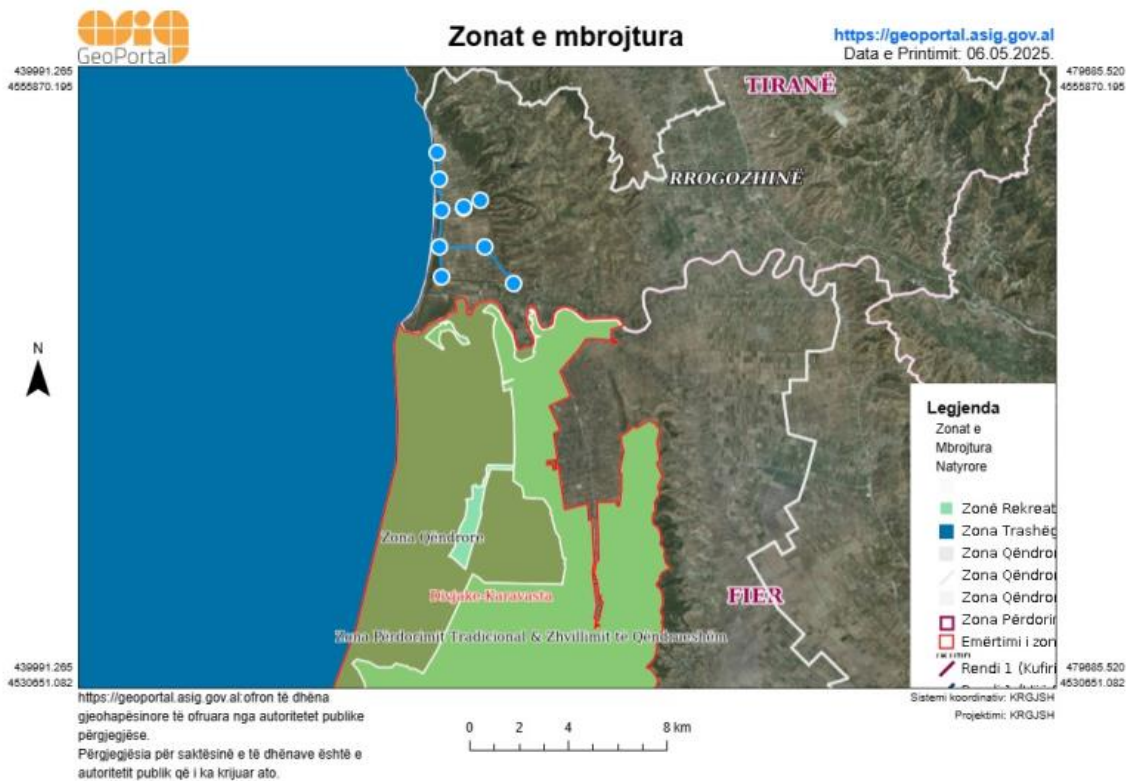 asig
GeoPortal
Zonat e mbrojtura
https://geoportal.asig.gov.al
Data e Printimit: 06.05.2025.
439991.265
4555870.195
479685.520
4555870.195
TIRANË
RROGOZHINË
N
Legjenda
Zonat e
Mbrojtura
Natyrore
Zonë Rekreat
Zona Trashëg
Zona Qëndror
Zona Qëndror
Zona Qëndror
Zona Përdorir
Emërtimi i zon
Rendi 1 (Kufiri
Zona Qëndrore
Divjakë-Karavasta
FIER
Zona Përdorimit Tradicional & Zhvillimit të Qëndrueshëm
439991.265
4530651.082
479685.520
4530651.082
https://geoportal.asig.gov.al ofron të dhëna
gjeohapësinore të ofruara nga autoritetet publike
përgjegjëse.
Përgjegjësia për saktësinë e të dhënave është e
autoritetit publik që i ka krijuar ato.
0 4 8 km
Sistemi koordinativ: KRGJSH
Projektimi: KRGJSH